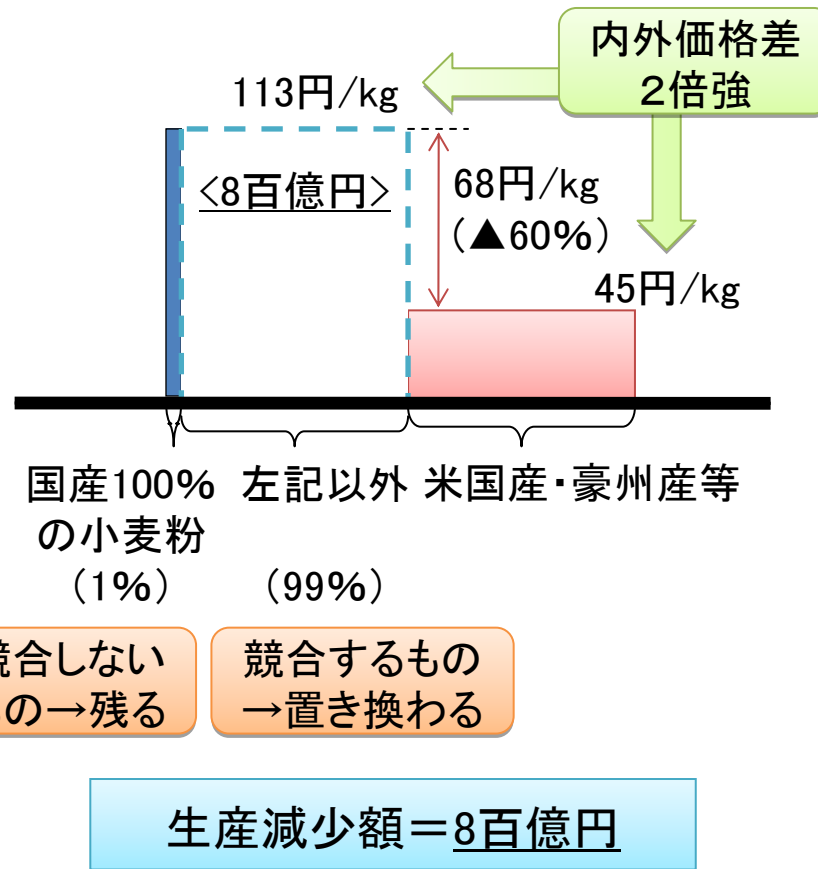 内外価格差
2倍強
113円/kg
<8百億円>
68円/kg
(▲60%)
45円/kg
国産100%
の小麦粉
(1%)
左記以外
(99%)
米国産・豪州産等
競合しない
の→残る
競合するもの
→置き換わる
生産減少額＝8百億円